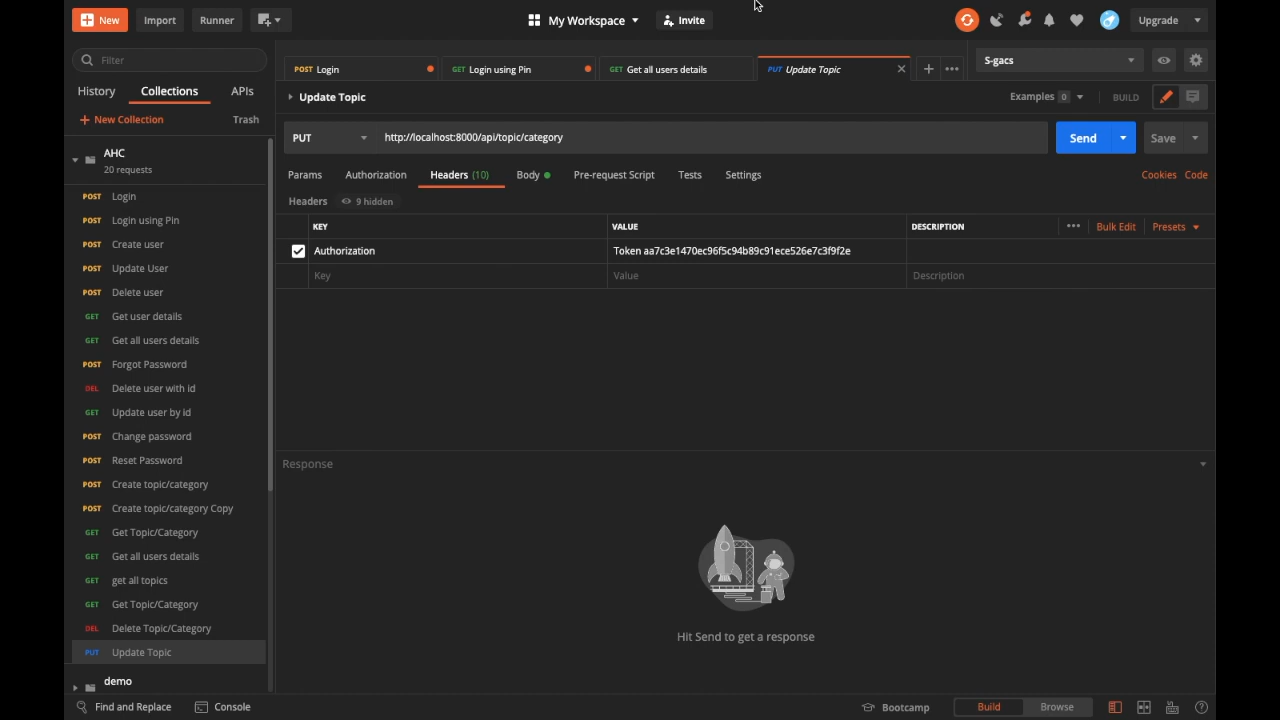 New
Import
Runner
My Workspace
Invite
Upgrade
Filter
History
Collections
APIs
+ New Collection
Trash
AHC
20 requests
POST Login
POST Login using Pin
POST Create user
POST Update User
POST Delete user
GET Get user details
GET Get all users details
POST Forgot Password
DEL Delete user with id
GET Update user by id
POST Change password
POST Reset Password
POST Create topic/category
POST Create topic/category Copy
GET Get Topic/Category
GET Get all users details
GET get all topics
GET Get Topic/Category
DEL Delete Topic/Category
PUT Update Topic
demo
POST Login
GET Login using Pin
GET Get all users details
PUT Update Topic
S-gacs
Update Topic
Examples 0
BUILD
PUT
http://localhost:8000/api/topic/category
Send
Save
Params
Authorization
Headers (10)
Body
Pre-request Script
Tests
Settings
Cookies
Code
Headers
9 hidden
KEY
VALUE
DESCRIPTION
Bulk Edit
Presets
Authorization
Token aa7c3e1470ec96f5c94b89c91ece526e7c3f9f2e
Key
Value
Description
Response
Hit Send to get a response
Find and Replace
Console
Bootcamp
Build
Browse